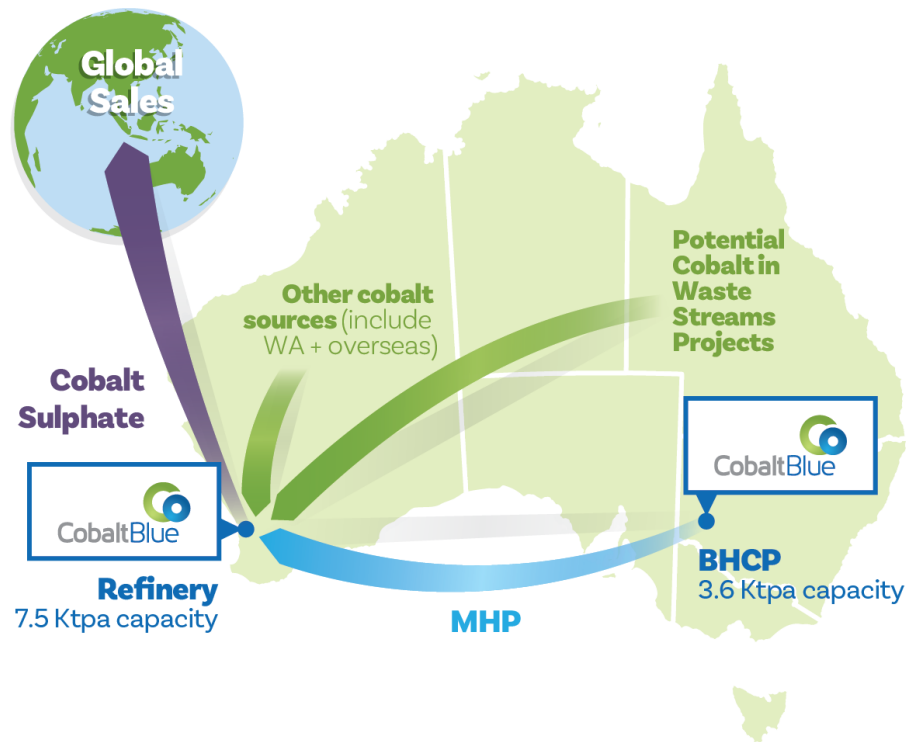 Global
Sales
Potential
Cobalt in
Waste
Streams
Projects
Other cobalt
sources (include
WA + overseas)
Cobalt
Sulphate
CobaltBlue
CobaltBlue
Refinery
7.5 Ktpa capacity
BHCP
3.6 Ktpa capacity
MHP